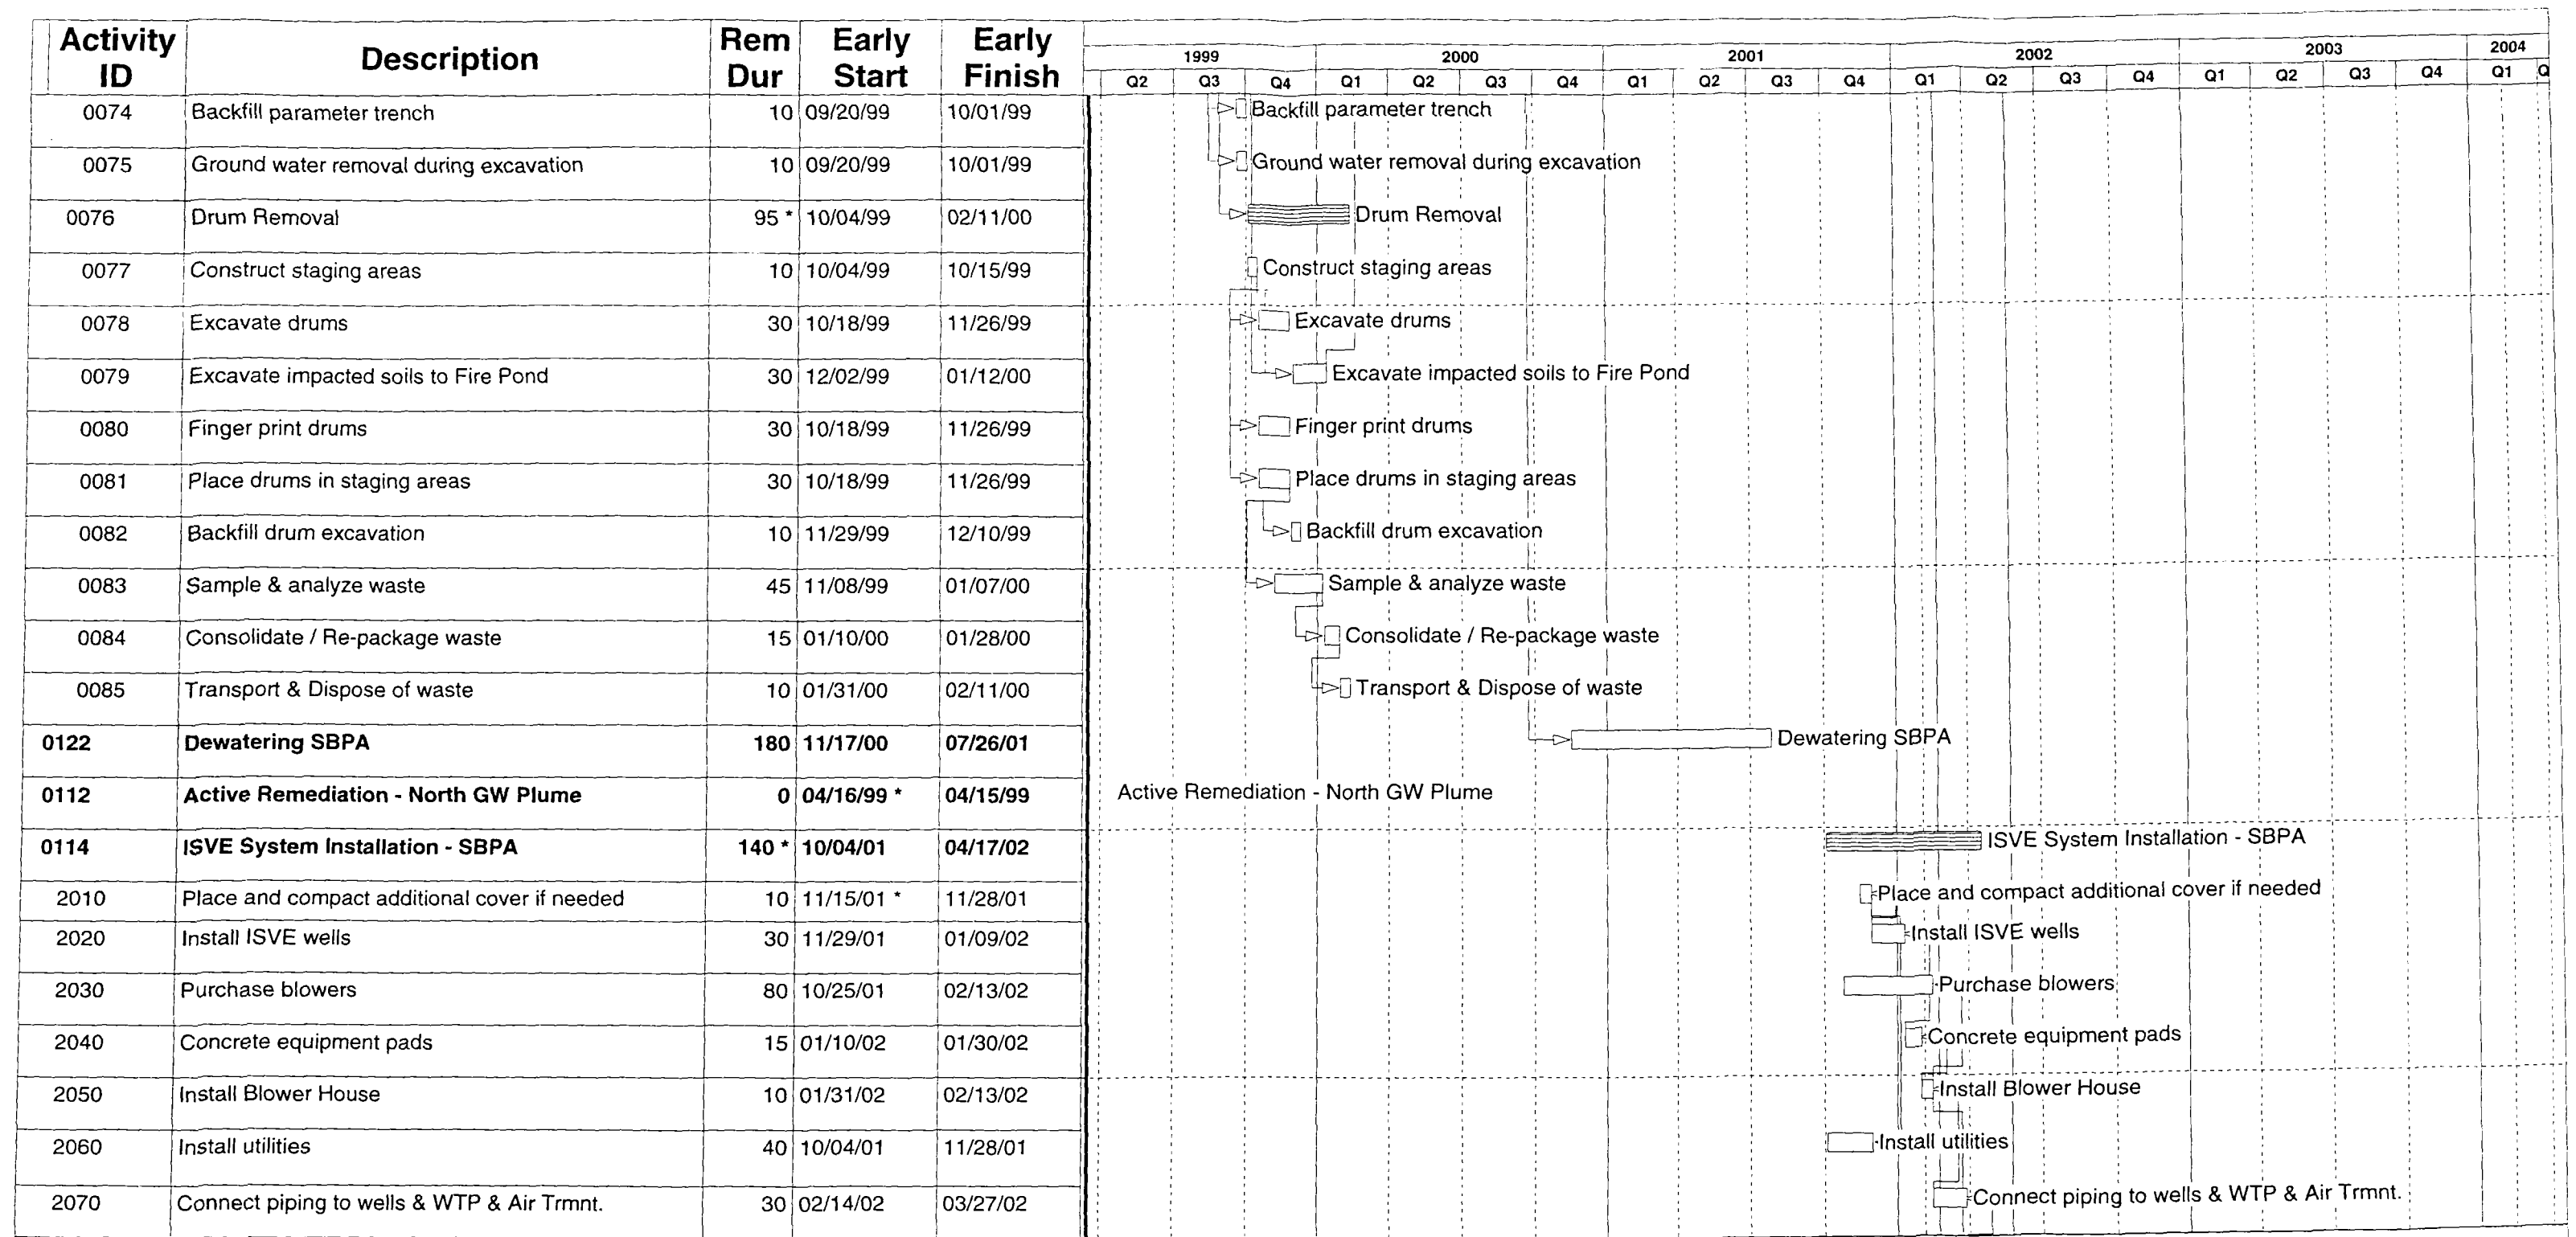 Activity ID Description Rem Dur Early Start Early Finish
1999 2000 2001 2002 2003 2004
Q2 Q3 Q4 Q1 Q2 Q3 Q4 Q1 Q2 Q3 Q4 Q1 Q2 Q3 Q4 Q1 Q2 Q3 Q4 Q1 Q
0074 Backfill parameter trench 10 09/20/99 10/01/99 Backfill parameter trench
0075 Ground water removal during excavation 10 09/20/99 10/01/99 Ground water removal during excavation
0076 Drum Removal 95 * 10/04/99 02/11/00 Drum Removal
0077 Construct staging areas 10 10/04/99 10/15/99 Construct staging areas
0078 Excavate drums 30 10/18/99 11/26/99 Excavate drums
0079 Excavate impacted soils to Fire Pond 30 12/02/99 01/12/00 Excavate impacted soils to Fire Pond
0080 Finger print drums 30 10/18/99 11/26/99 Finger print drums
0081 Place drums in staging areas 30 10/18/99 11/26/99 Place drums in staging areas
0082 Backfill drum excavation 10 11/29/99 12/10/99 Backfill drum excavation
0083 Sample & analyze waste 45 11/08/99 01/07/00 Sample & analyze waste
0084 Consolidate / Re-package waste 15 01/10/00 01/28/00 Consolidate / Re-package waste
0085 Transport & Dispose of waste 10 01/31/00 02/11/00 Transport & Dispose of waste
0122 Dewatering SBPA 180 11/17/00 07/26/01 Dewatering SBPA
0112 Active Remediation - North GW Plume 0 04/16/99 * 04/15/99 Active Remediation - North GW Plume
0114 ISVE System Installation - SBPA 140 * 10/04/01 04/17/02 ISVE System Installation - SBPA
2010 Place and compact additional cover if needed 10 11/15/01 * 11/28/01 Place and compact additional cover if needed
2020 Install ISVE wells 30 11/29/01 01/09/02 Install ISVE wells
2030 Purchase blowers 80 10/25/01 02/13/02 Purchase blowers
2040 Concrete equipment pads 15 01/10/02 01/30/02 Concrete equipment pads
2050 Install Blower House 10 01/31/02 02/13/02 Install Blower House
2060 Install utilities 40 10/04/01 11/28/01 Install utilities
2070 Connect piping to wells & WTP & Air Trmnt. 30 02/14/02 03/27/02 Connect piping to wells & WTP & Air Trmnt.